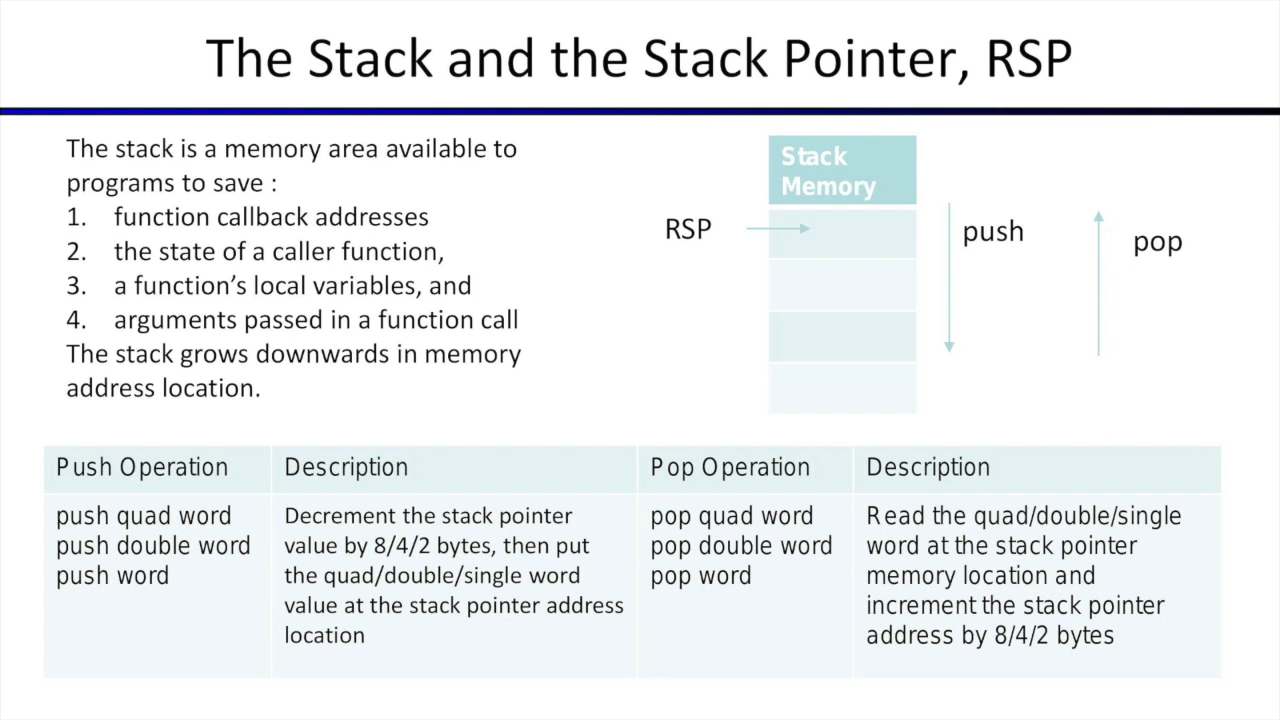 The Stack and the Stack Pointer, RSP
The stack is a memory area available to
programs to save :
1. function callback addresses
2. the state of a caller function,
3. a function’s local variables, and
4. arguments passed in a function call
The stack grows downwards in memory
address location.
Stack
Memory
RSP
push
pop
Push Operation
Description
Pop Operation
Description
push quad word
push double word
push word
Decrement the stack pointer
value by 8/4/2 bytes, then put
the quad/double/single word
value at the stack pointer address
location
pop quad word
pop double word
pop word
Read the quad/double/single
word at the stack pointer
memory location and
increment the stack pointer
address by 8/4/2 bytes